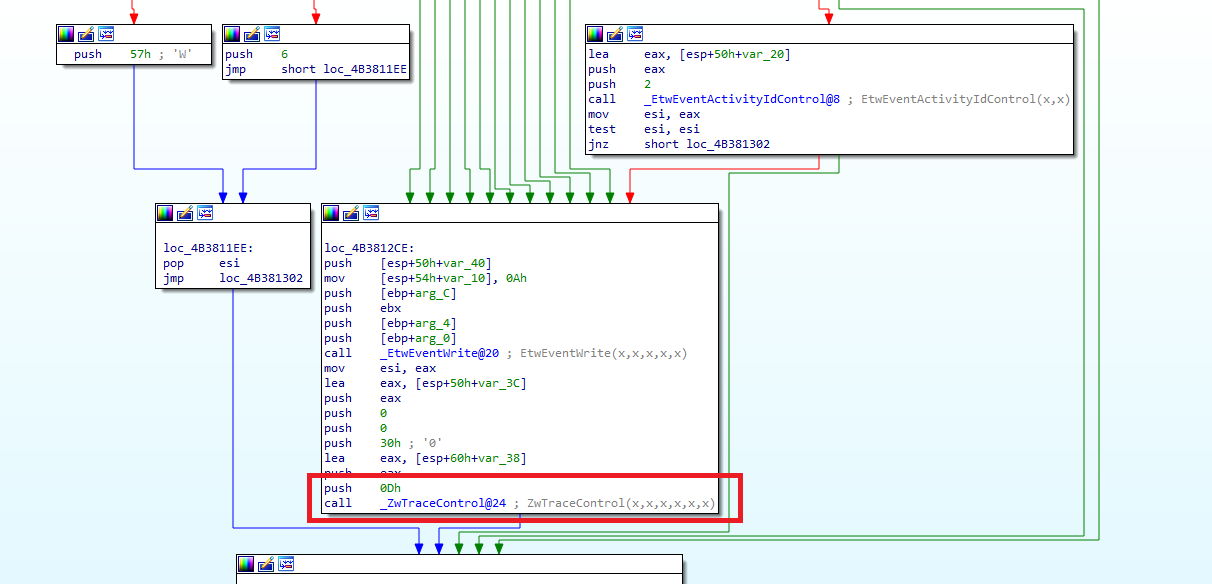 push 57h ; 'W'
push 6
jmp short loc_4B3811EE
lea eax, [esp+50h+var_20]
push eax
push 2
call _EtwEventActivityIdControl@8 ; EtwEventActivityIdControl(x,x)
mov esi, eax
test esi, esi
jnz short loc_4B381302
loc_4B3811EE:
pop esi
jmp loc_4B381302
loc_4B3812CE:
push [esp+50h+var_40]
mov [esp+54h+var_10], 0Ah
push [ebp+arg_C]
push ebx
push [ebp+arg_4]
push [ebp+arg_0]
call _EtwEventWrite@20 ; EtwEventWrite(x,x,x,x,x)
mov esi, eax
lea eax, [esp+50h+var_3C]
push eax
push 0
push 0
push 30h ; '0'
lea eax, [esp+60h+var_38]
push eax
push 0Dh
call _ZwTraceControl@24 ; ZwTraceControl(x,x,x,x,x,x)